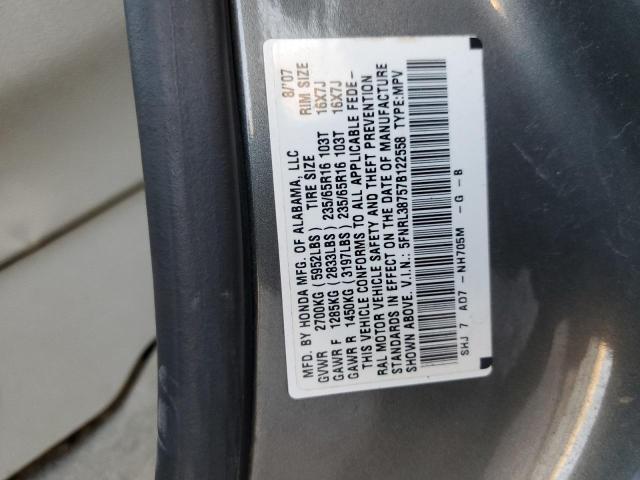 MFD. BY HONDA MFG. OF ALABAMA, LLC 8/'07
GVWR 2700KG (5952LBS) TIRE SIZE RIM SIZE
GAWR F 1285KG (2833LBS) 235/65R16 103T 16X7J
GAWR R 1450KG (3197LBS) 235/65R16 103T 16X7J
THIS VEHICLE CONFORMS TO ALL APPLICABLE FEDE-
RAL MOTOR VEHICLE SAFETY AND THEFT PREVENTION
STANDARDS IN EFFECT ON THE DATE OF MANUFACTURE
SHOWN ABOVE. V.I.N.: 5FNRL38757B122558 TYPE:MPV
SHJ 7 A07 - NH705M - G - B